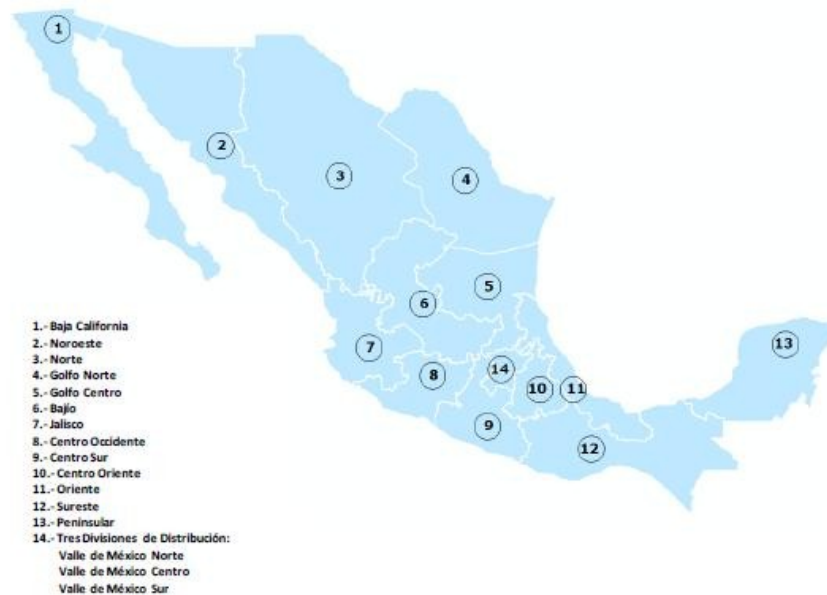 1
2
3
4
5
6
7
8
14
10
11
9
12
13
1.- Baja California
2.- Noroeste
3.- Norte
4.- Golfo Norte
5.- Golfo Centro
6.- Bajío
7.- Jalisco
8.- Centro Occidente
9.- Centro Sur
10.- Centro Oriente
11.- Oriente
12.- Sureste
13.- Peninsular
14.- Tres Divisiones de Distribución:
Valle de México Norte
Valle de México Centro
Valle de México Sur